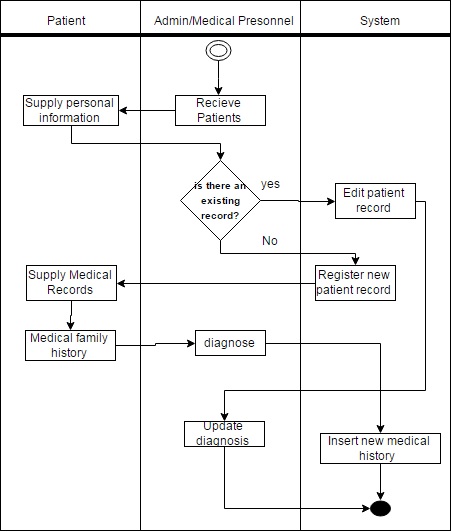 Patient
Admin/Medical Presonnel
System
Supply personal
information
Recieve
Patients
is there an
existing
record?
yes
Edit patient
record
No
Supply Medical
Records
Register new
patient record
Medical family
history
diagnose
Update
diagnosis
Insert new medical
history